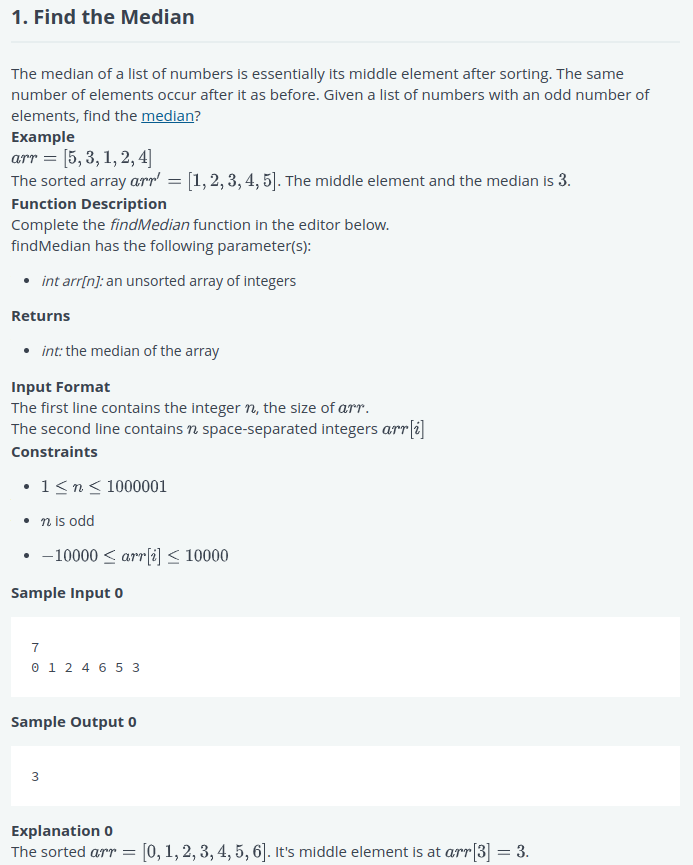 1. Find the Median
The median of a list of numbers is essentially its middle element after sorting. The same
number of elements occur after it as before. Given a list of numbers with an odd number of
elements, find the median?
Example
arr = [5, 3, 1, 2, 4]
The sorted array arr′ = [1, 2, 3, 4, 5]. The middle element and the median is 3.
Function Description
Complete the findMedian function in the editor below.
findMedian has the following parameter(s):
• int arr[n]: an unsorted array of integers
Returns
• int: the median of the array
Input Format
The first line contains the integer n, the size of arr.
The second line contains n space-separated integers arr[i]
Constraints
• 1 ≤ n ≤ 1000001
• n is odd
• −10000 ≤ arr[i] ≤ 10000
Sample Input 0
7
0 1 2 4 6 5 3
Sample Output 0
3
Explanation 0
The sorted arr = [0, 1, 2, 3, 4, 5, 6]. It's middle element is at arr[3] = 3.